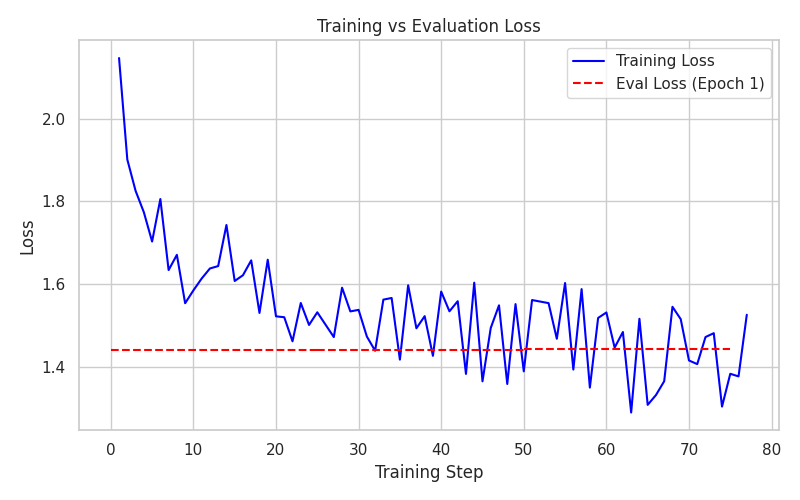 Training vs Evaluation Loss
Training Loss
Eval Loss (Epoch 1)
2.0
1.8
1.6
1.4
Loss
0 10 20 30 40 50 60 70 80
Training Step